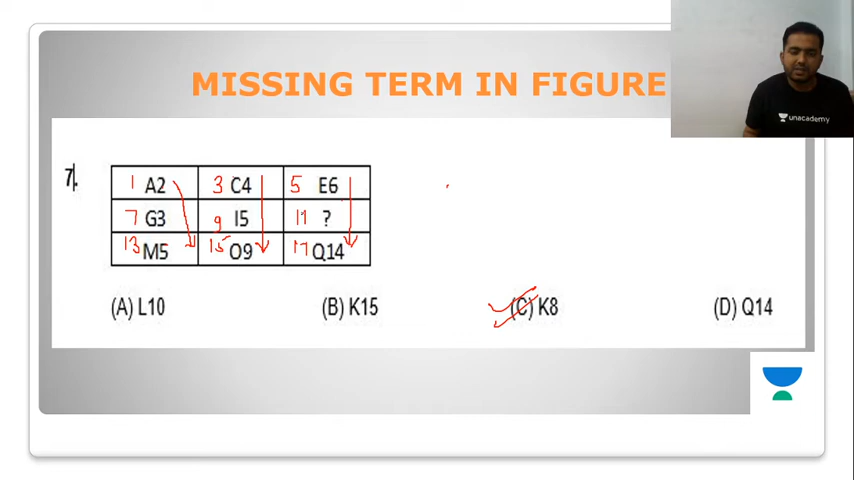 MISSING TERM IN FIGURE
unacademy
7.
1 A2 3 C4 5 E6
7 G3 9 I5 11 ?
13 M5 15 O9 17 Q14
(A) L10 (B) K15 (C) K8 (D) Q14